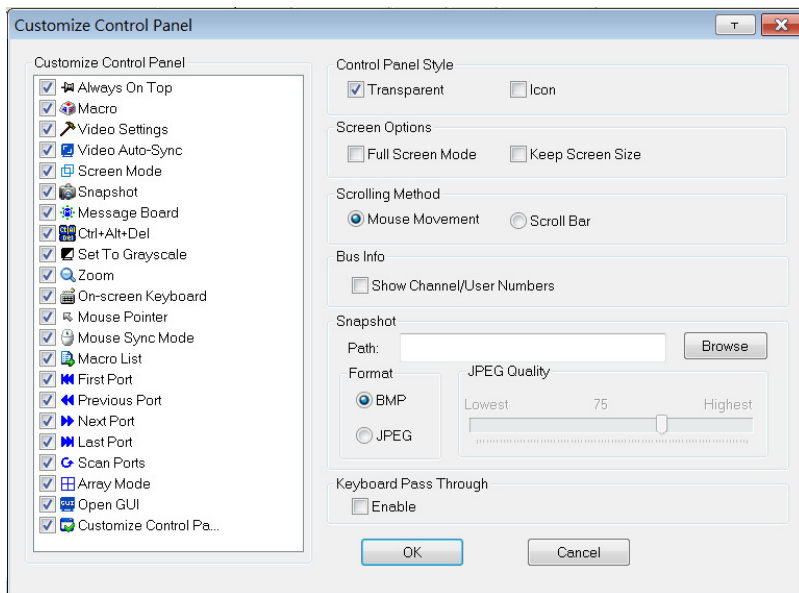 Customize Control Panel
T
Customize Control Panel
Always On Top
Macro
Video Settings
Video Auto-Sync
Screen Mode
Snapshot
Message Board
Ctrl+Alt+Del
Set To Grayscale
Zoom
On-screen Keyboard
Mouse Pointer
Mouse Sync Mode
Macro List
First Port
Previous Port
Next Port
Last Port
Scan Ports
Array Mode
GUI Open GUI
Customize Control Pa...
Control Panel Style
Transparent Icon
Screen Options
Full Screen Mode Keep Screen Size
Scrolling Method
Mouse Movement Scroll Bar
Bus Info
Show Channel/User Numbers
Snapshot
Path: Browse
Format
BMP
JPEG
JPEG Quality
Lowest 75 Highest
Keyboard Pass Through
Enable
OK Cancel